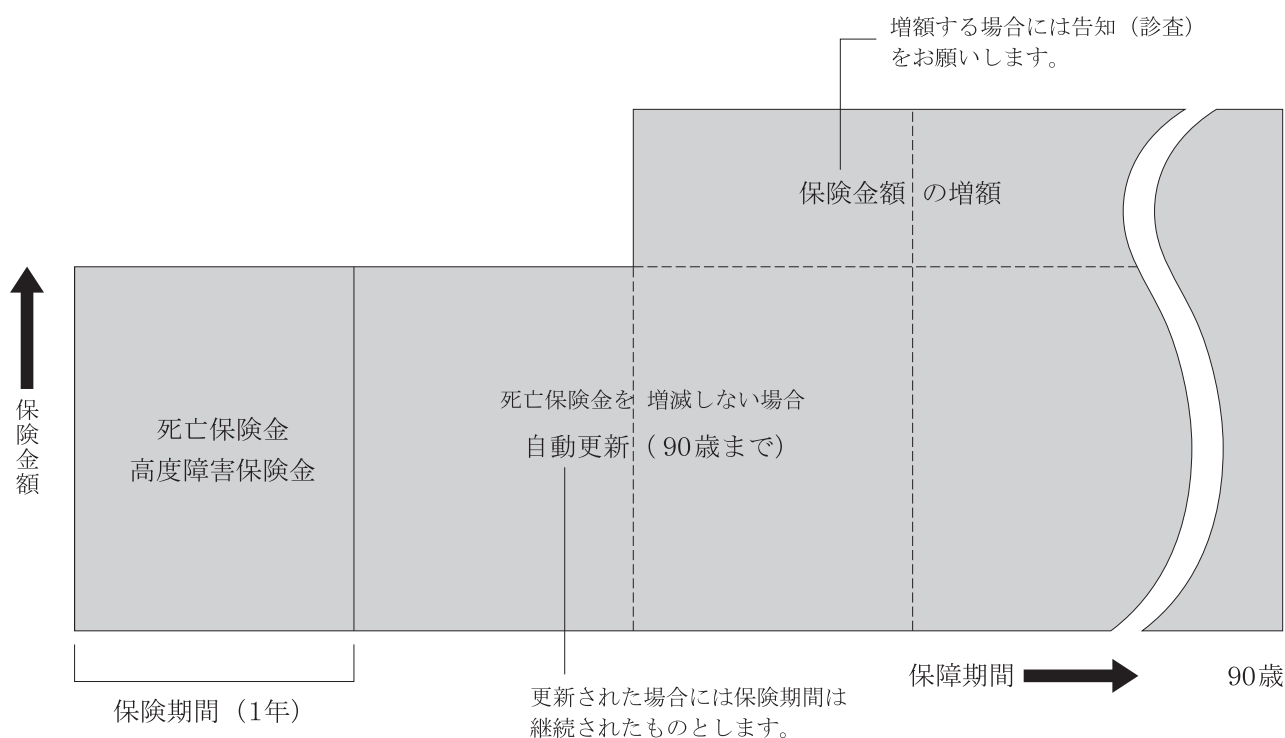 増額する場合には告知（診査）
をお願いします。
保険金額の増額
保険金額
死亡保険金
高度障害保険金
死亡保険金を増減しない場合
自動更新（90歳まで）
保障期間
90歳
保険期間（1年）
更新された場合には保険期間は
継続されたものとします。